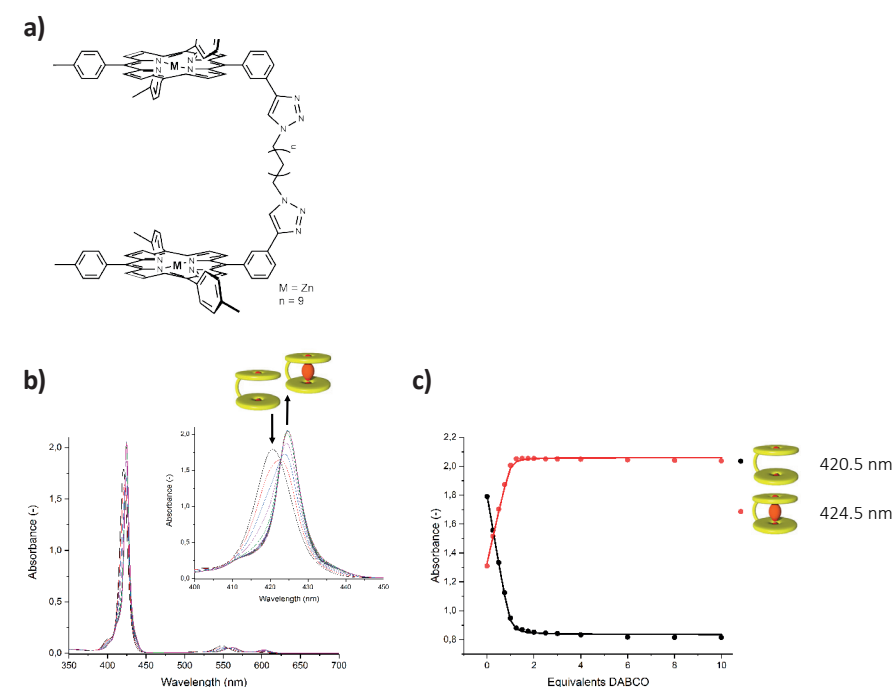 a)
M
N
N
N
N
N
N
N
n
N
N
N
M
N
N
N
N
M = Zn
n = 9
b)
c)
Absorbance (-)
2,0
1,5
1,0
0,5
0,0
350 400 450 500 550 600 650 700
Wavelength (nm)
Absorbance (-)
2,0
1,5
1,0
0,5
0,0
400 410 420 430 440 450
Wavelength (nm)
Absorbance (-)
2,2
2,0
1,8
1,6
1,4
1,2
1,0
0,8
0 2 4 6 8 10
Equivalents DABCO
420.5 nm
424.5 nm